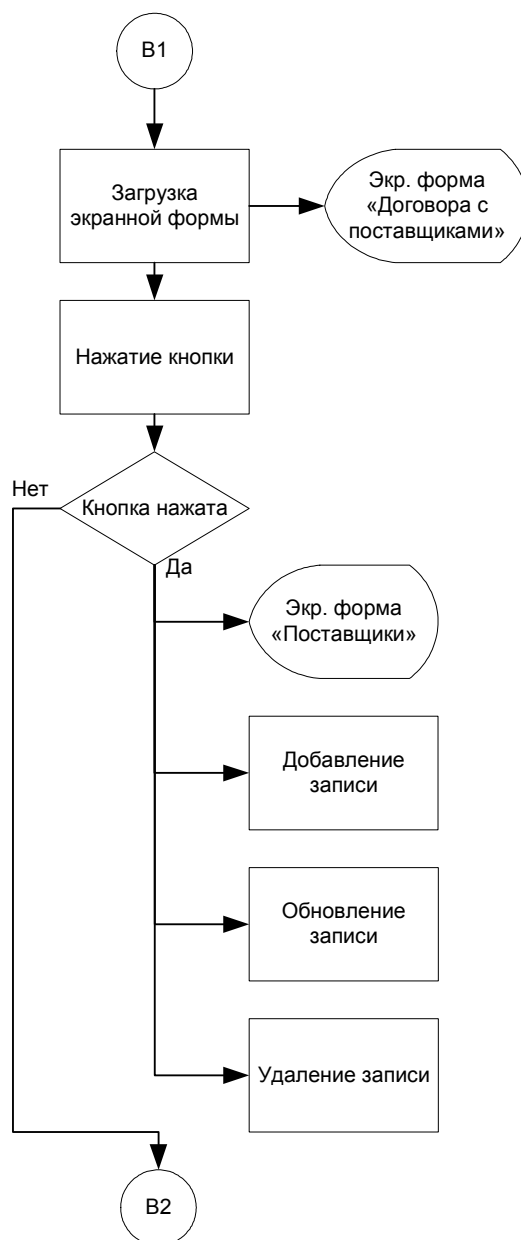 В1
Загрузка
экранной формы
Экр. форма
«Договора с
поставщиками»
Нажатие кнопки
Нет
Кнопка нажата
Да
Экр. форма
«Поставщики»
Добавление
записи
Обновление
записи
Удаление записи
В2